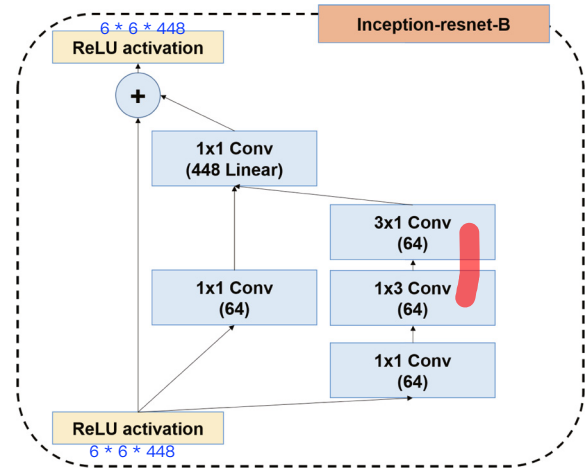 Inception-resnet-B
6 * 6 * 448
ReLU activation
+
1x1 Conv
(448 Linear)
3x1 Conv
(64)
1x1 Conv
(64)
1x3 Conv
(64)
1x1 Conv
(64)
ReLU activation
6 * 6 * 448